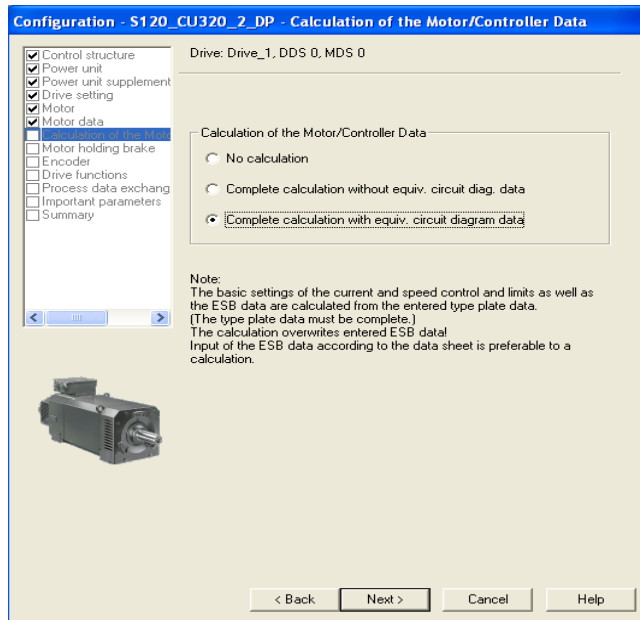 Configuration - S120_CU320_2_DP - Calculation of the Motor/Controller Data
Control structure
Power unit
Power unit supplement
Drive setting
Motor
Motor data
Calculation of the Moto
Motor holding brake
Encoder
Drive functions
Process data exchang
Important parameters
Summary
Drive: Drive_1, DDS 0, MDS 0
Calculation of the Motor/Controller Data
No calculation
Complete calculation without equiv. circuit diag. data
Complete calculation with equiv. circuit diagram data
Note:
The basic settings of the current and speed control and limits as well as
the ESB data are calculated from the entered type plate data.
(The type plate data must be complete.)
The calculation overwrites entered ESB data!
Input of the ESB data according to the data sheet is preferable to a
calculation.
< Back
Next >
Cancel
Help